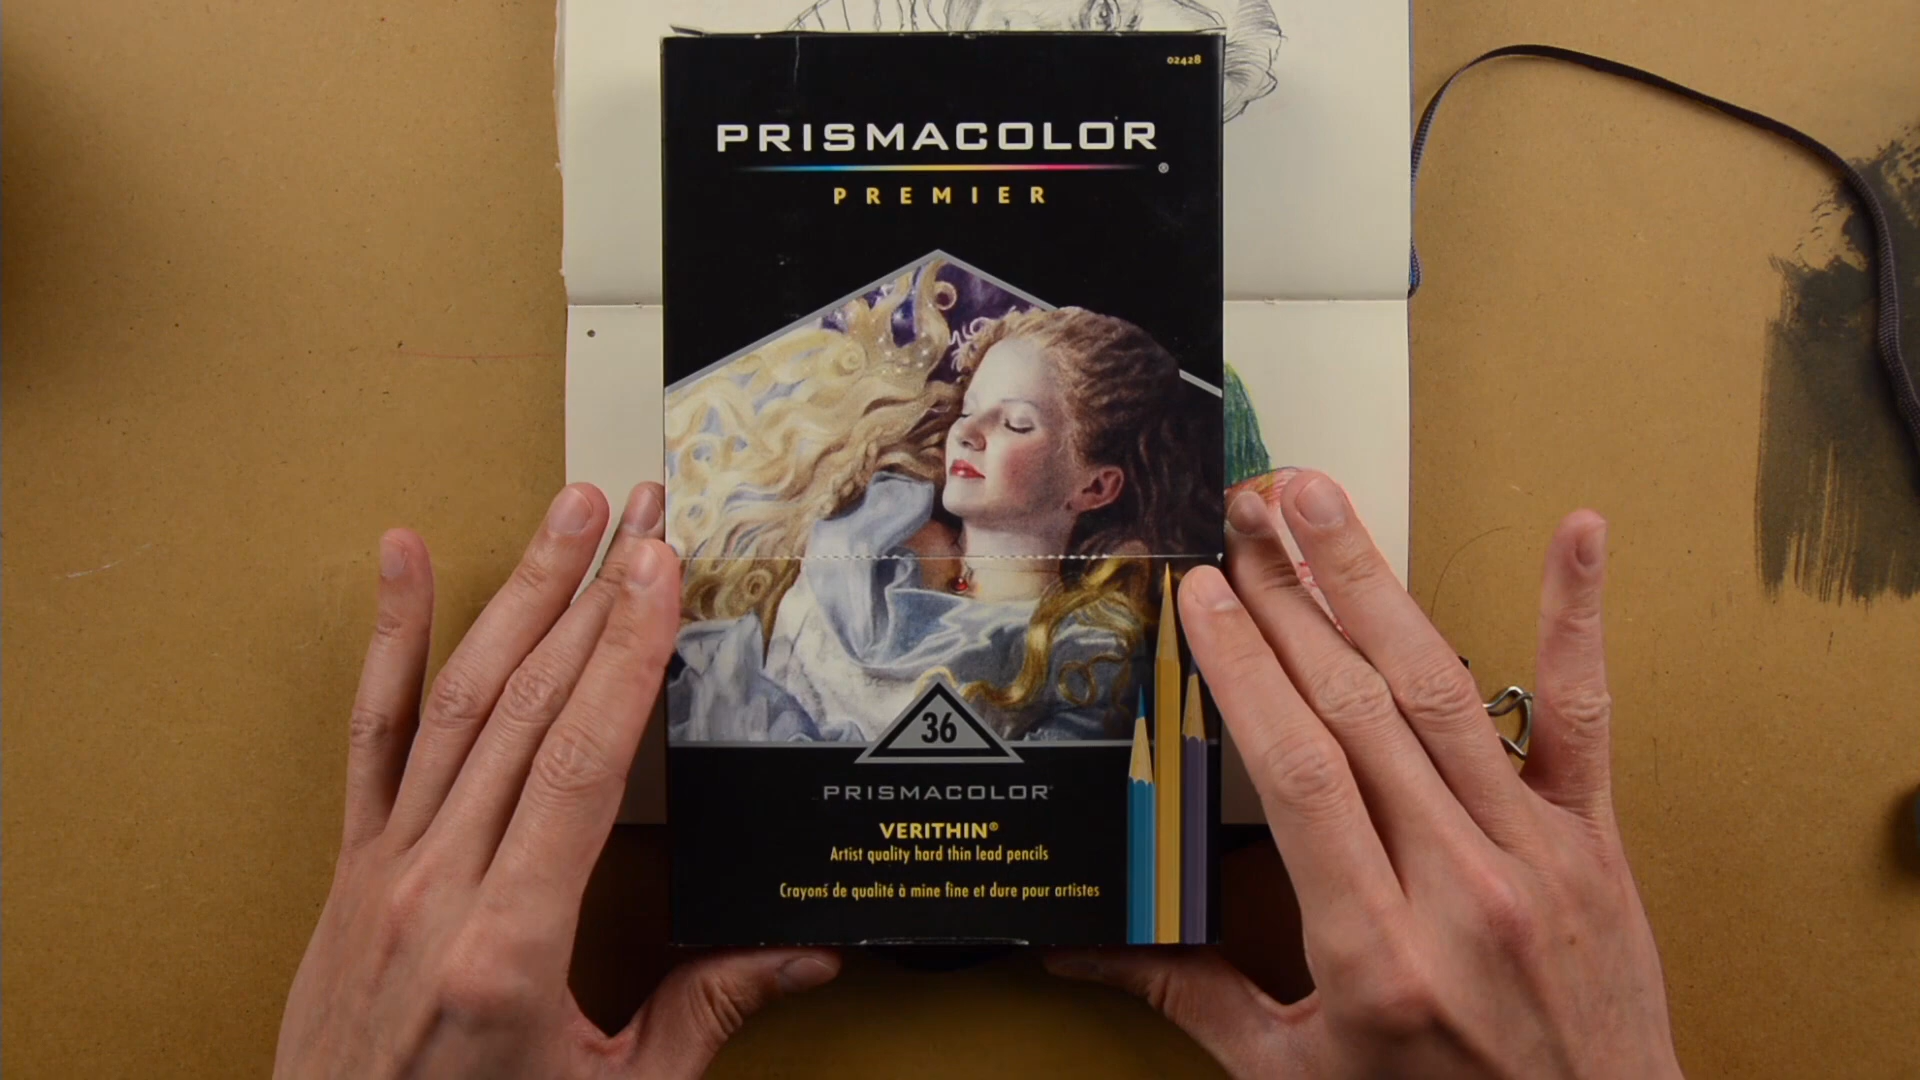 02428
PRISMACOLOR
®
PREMIER
36
PRISMACOLOR
VERITHIN®
Artist quality hard thin lead pencils
Crayons de qualité à mine fine et dure pour artistes